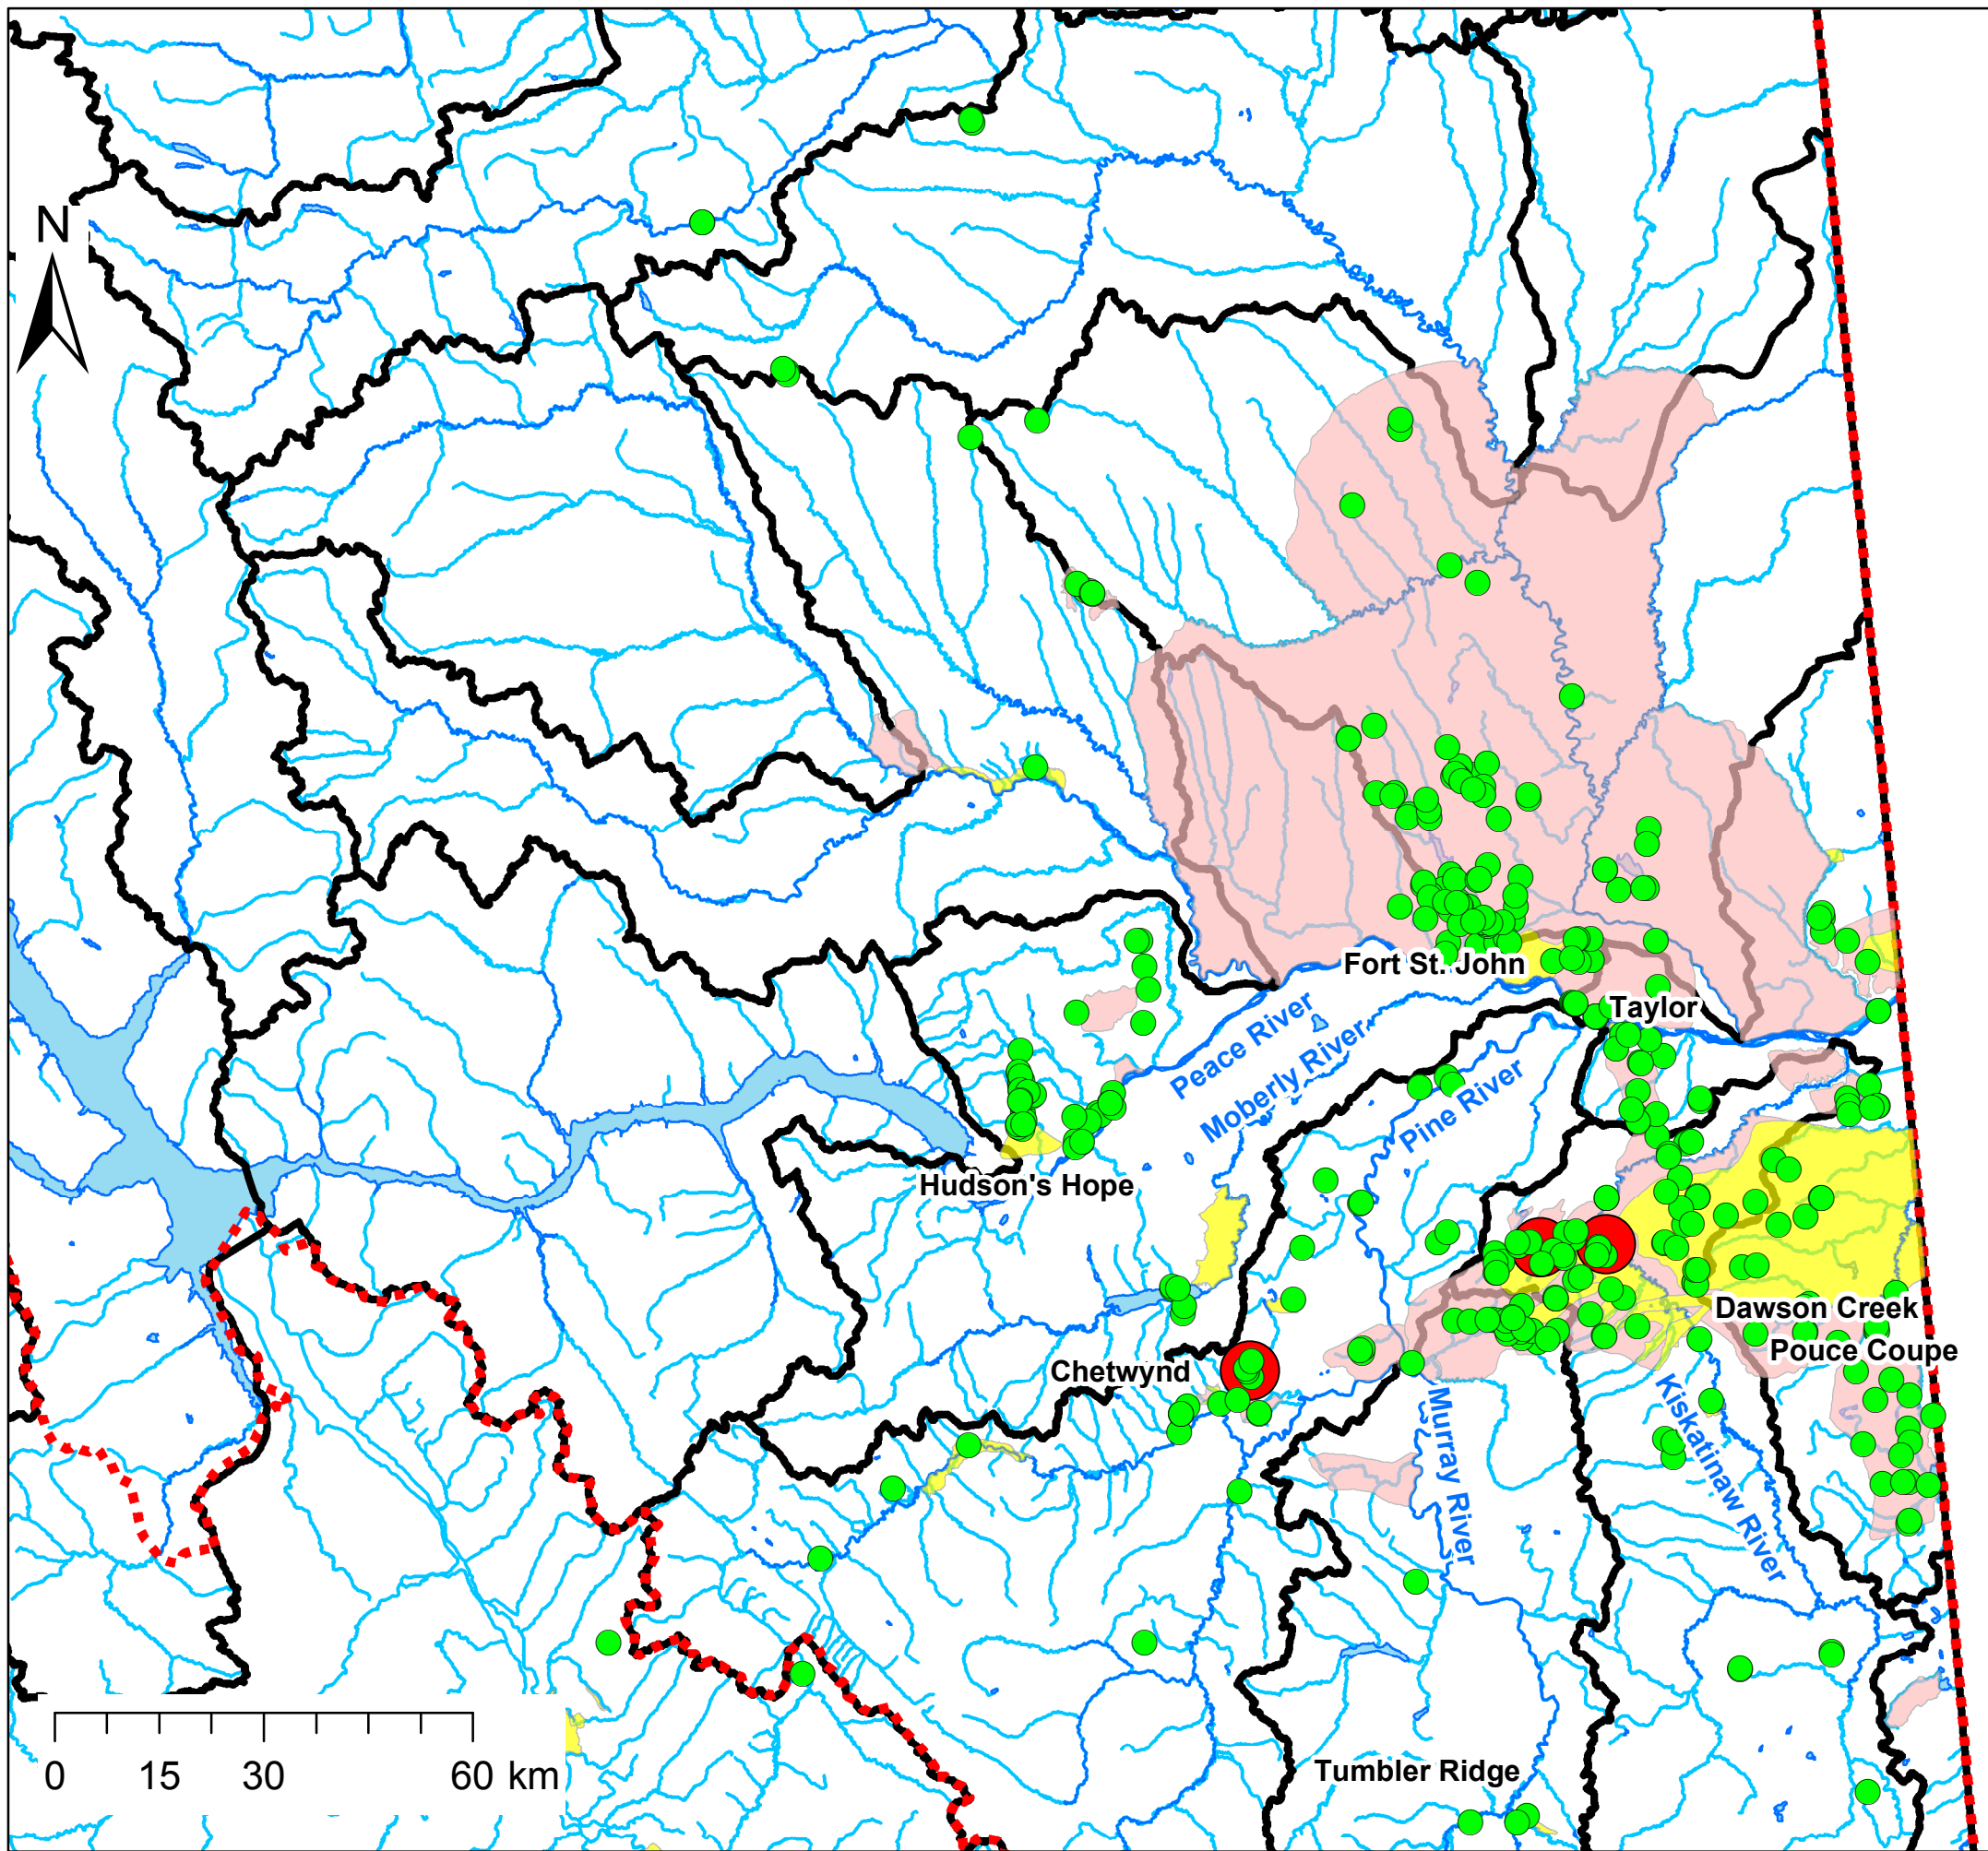 N
Fort St. John
Taylor
Peace River
Moberly River
Pine River
Hudson's Hope
Dawson Creek
Pouce Coupe
Chetwynd
Murray River
Kiskatinaw River
Tumbler Ridge
0 15 30 60 km